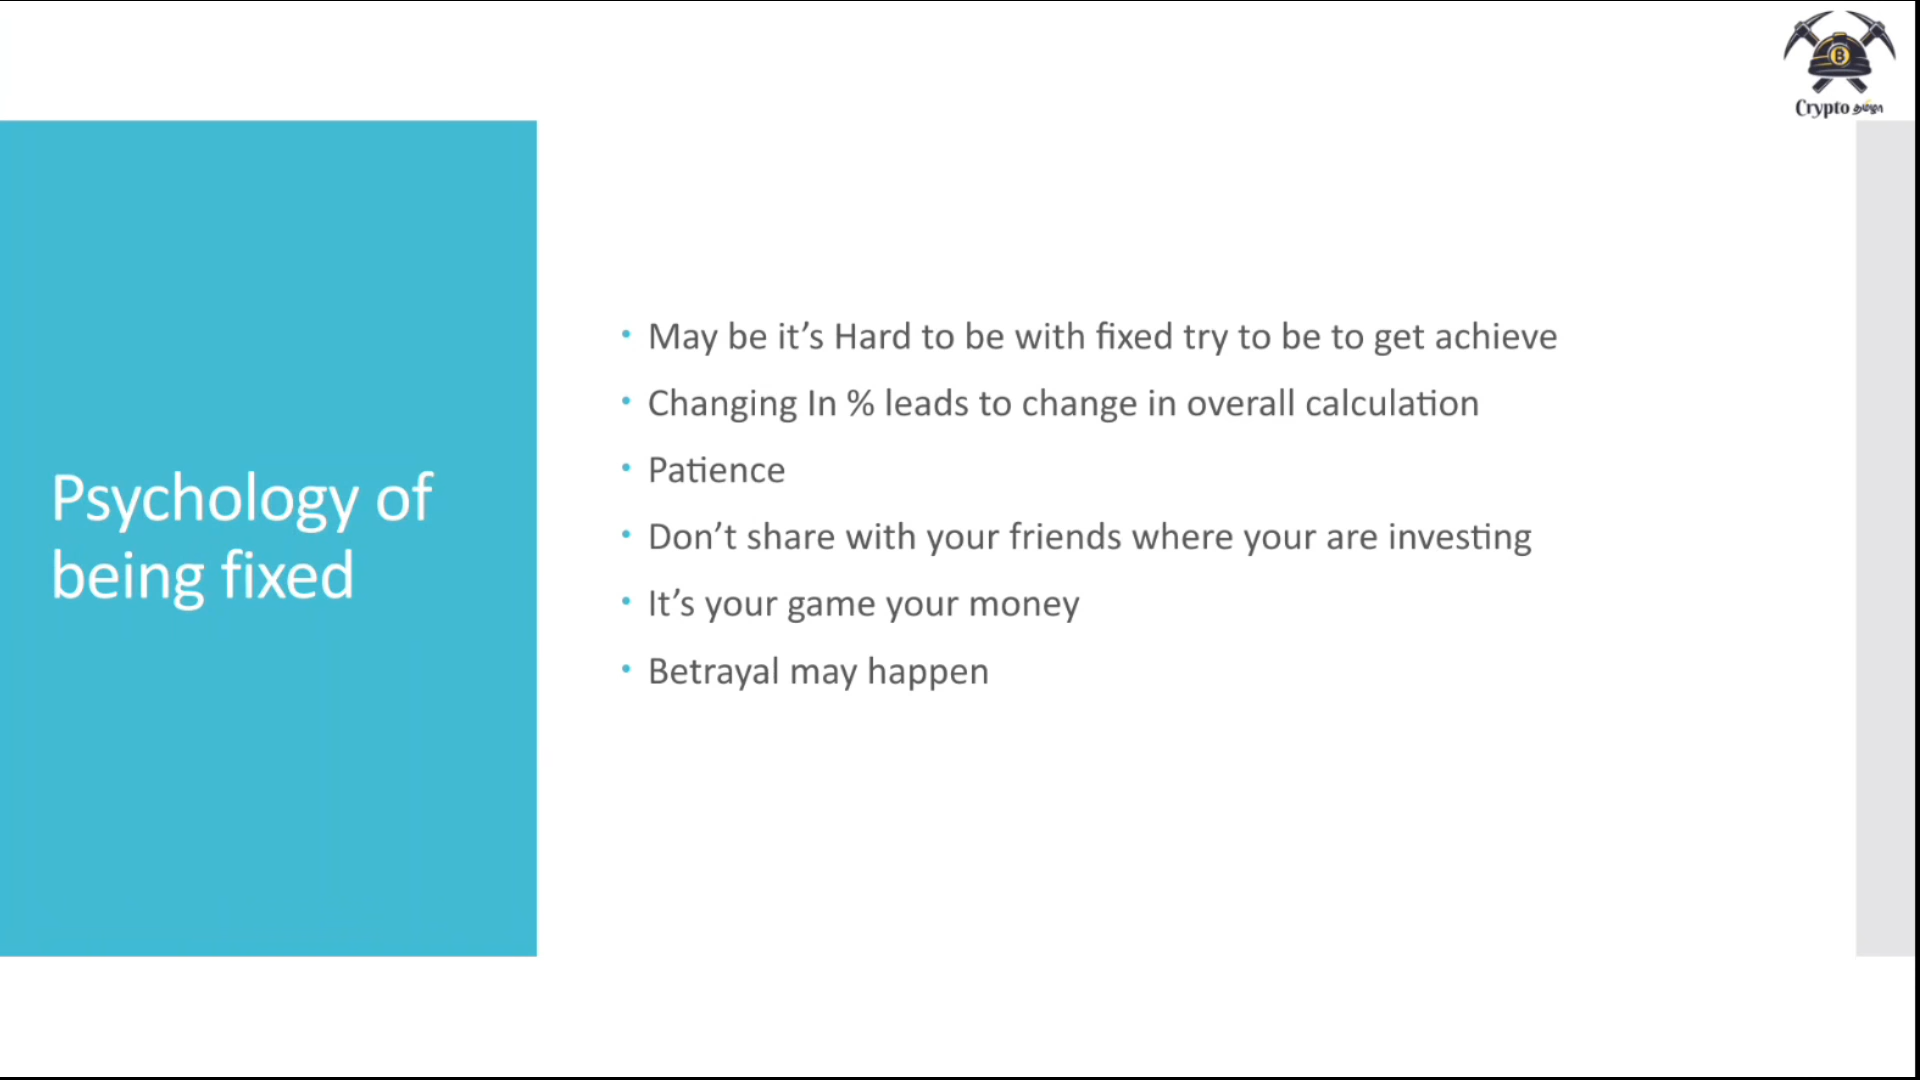 Crypto தமிழா
Psychology of
being fixed
• May be it’s Hard to be with fixed try to be to get achieve
• Changing In % leads to change in overall calculation
• Patience
• Don’t share with your friends where your are investing
• It’s your game your money
• Betrayal may happen